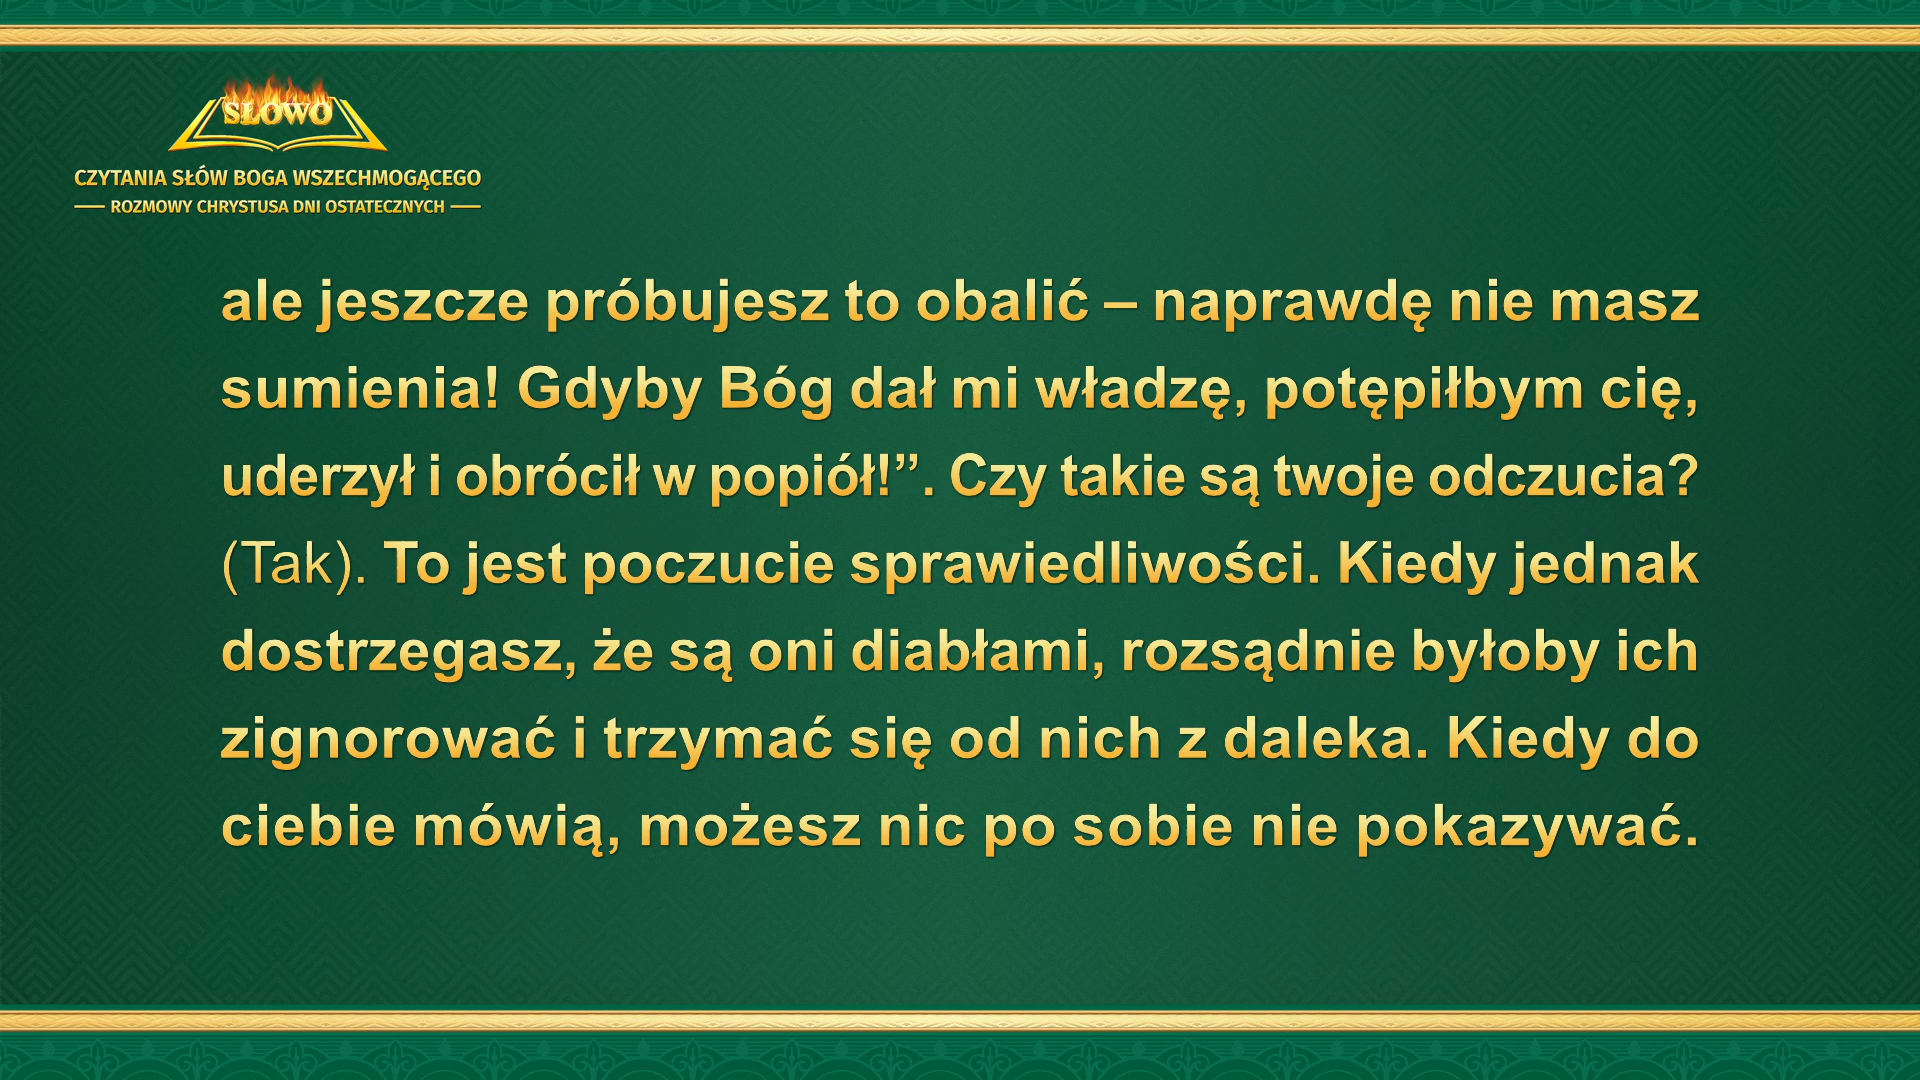 SŁOWO
CZYTANIA SŁÓW BOGA WSZECHMOGĄCEGO
ROZMOWY CHRYSTUSA DNI OSTATECZNYCH
ale jeszcze próbujesz to obalić – naprawdę nie masz
sumienia! Gdyby Bóg dał mi władzę, potępiłbym cię,
uderzył i obrócił w popiół!”. Czy takie są twoje odczucia?
(Tak). To jest poczucie sprawiedliwości. Kiedy jednak
dostrzegasz, że są oni diabłami, rozsądnie byłoby ich
zignorować i trzymać się od nich z daleka. Kiedy do
ciebie mówią, możesz nic po sobie nie pokazywać.